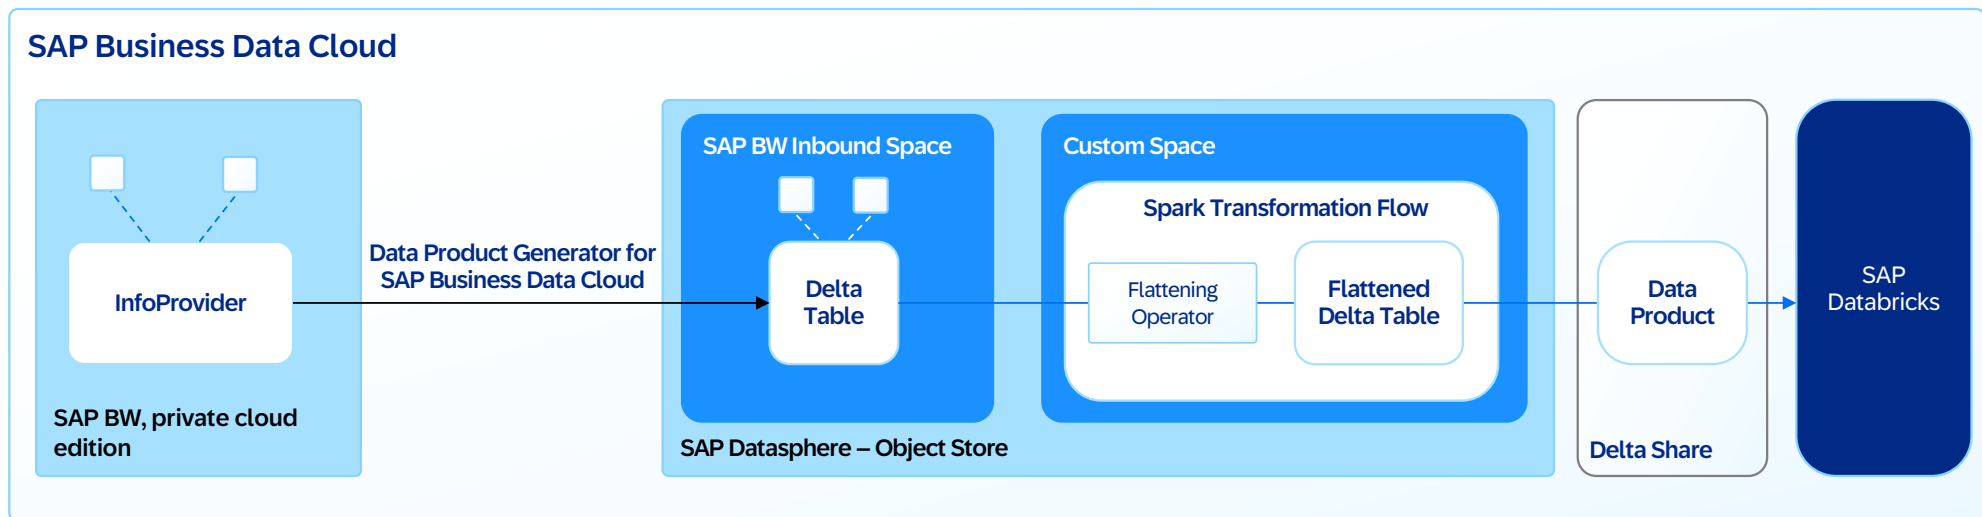 SAP Business Data Cloud
InfoProvider
SAP BW, private cloud
edition
Data Product Generator for
SAP Business Data Cloud
SAP BW Inbound Space
Delta
Table
Custom Space
Spark Transformation Flow
Flattening
Operator
Flattened
Delta Table
SAP Datasphere – Object Store
Data
Product
Delta Share
SAP
Databricks